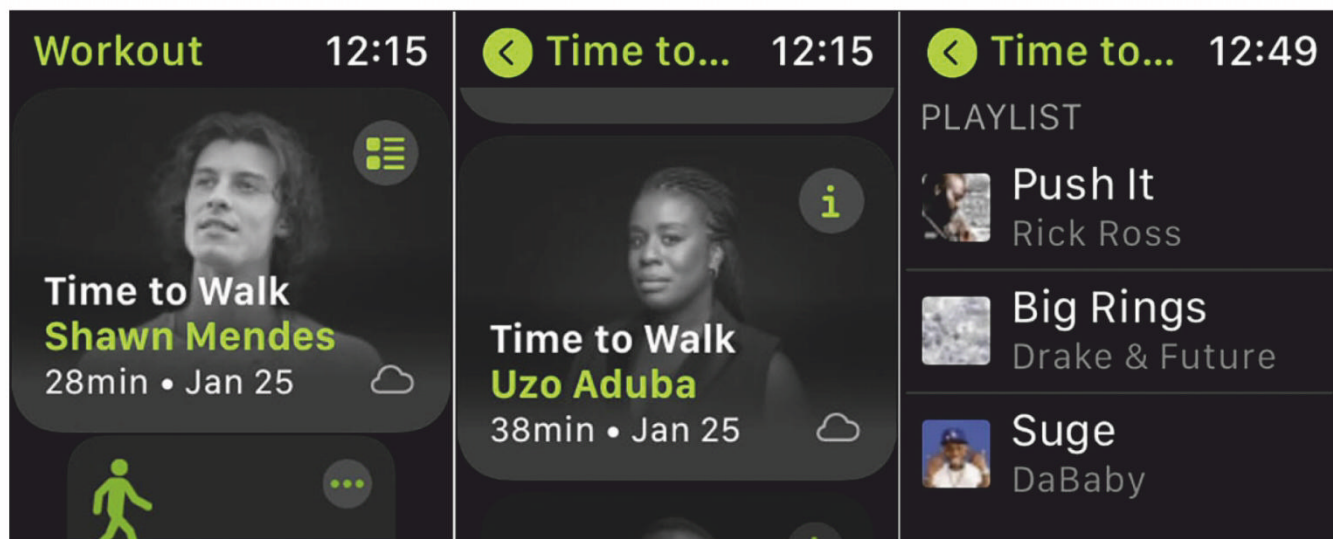 Workout 12:15
Time to Walk
Shawn Mendes
28min • Jan 25
Time to... 12:15
Time to Walk
Uzo Aduba
38min • Jan 25
Time to... 12:49
PLAYLIST
Push It
Rick Ross
Big Rings
Drake & Future
Suge
DaBaby